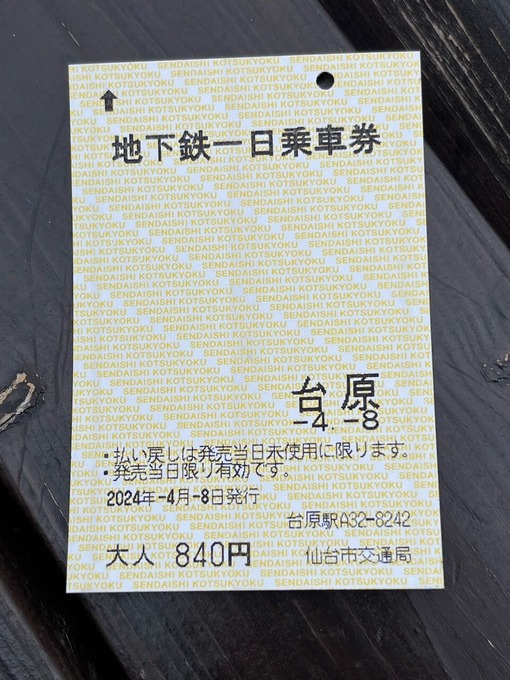 ↑
地下鉄一日乗車券
台原
-4.-8
・払い戻しは発売当日未使用に限ります。
・発売当日限り有効です。
2024年-4月-8日発行
台原駅A32-8242
大人 840円
仙台市交通局
SENDAISHI KOTSUKYOKU